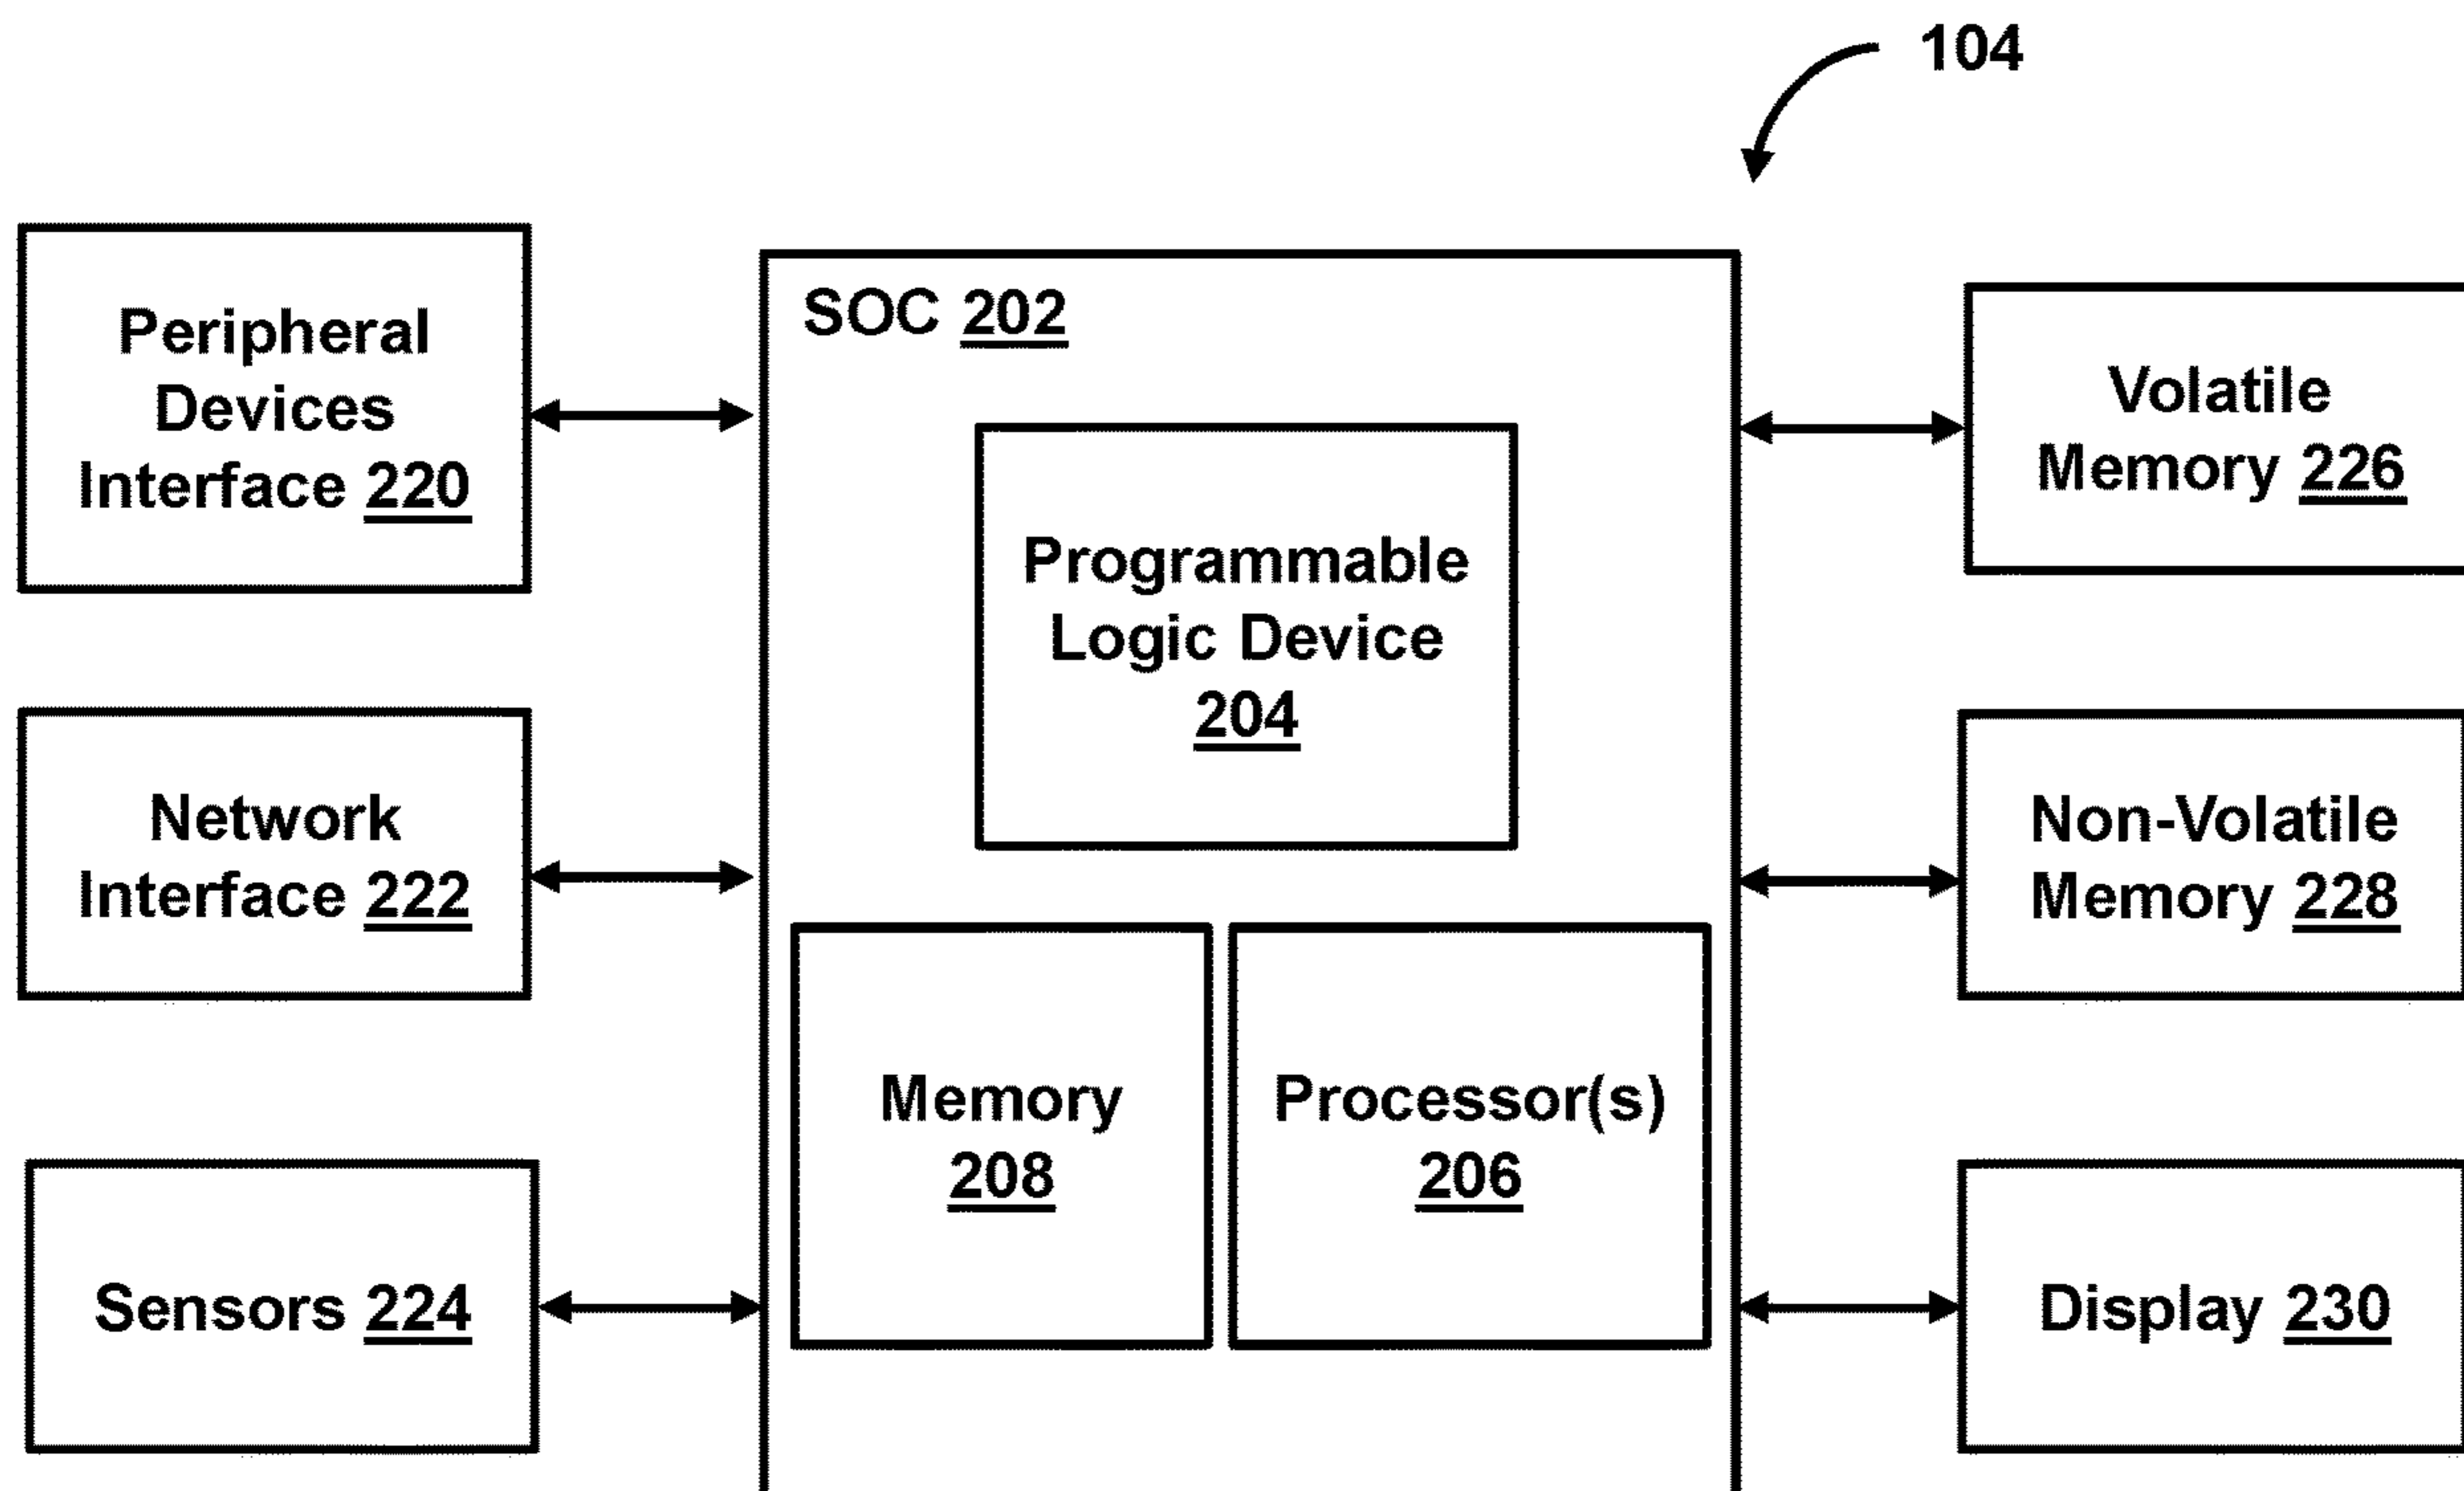 104
Peripheral
Devices
Interface 220
SOC 202
Volatile
Memory 226
Programmable
Logic Device
204
Network
Interface 222
Non-Volatile
Memory 228
Memory
208
Processor(s)
206
Sensors 224
Display 230